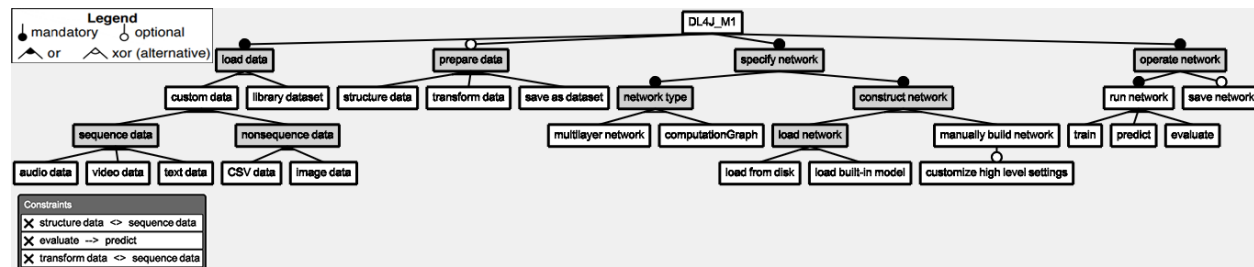 Legend
mandatory optional
or xor (alternative)
DL4J_M1
load data prepare data specify network operate network
custom data library dataset structure data transform data save as dataset network type construct network run network save network
sequence data nonsequence data multilayer network computationGraph load network manually build network train predict evaluate
audio data video data text data CSV data image data load from disk load built-in model customize high level settings
Constraints
structure data <> sequence data
evaluate --> predict
transform data <> sequence data